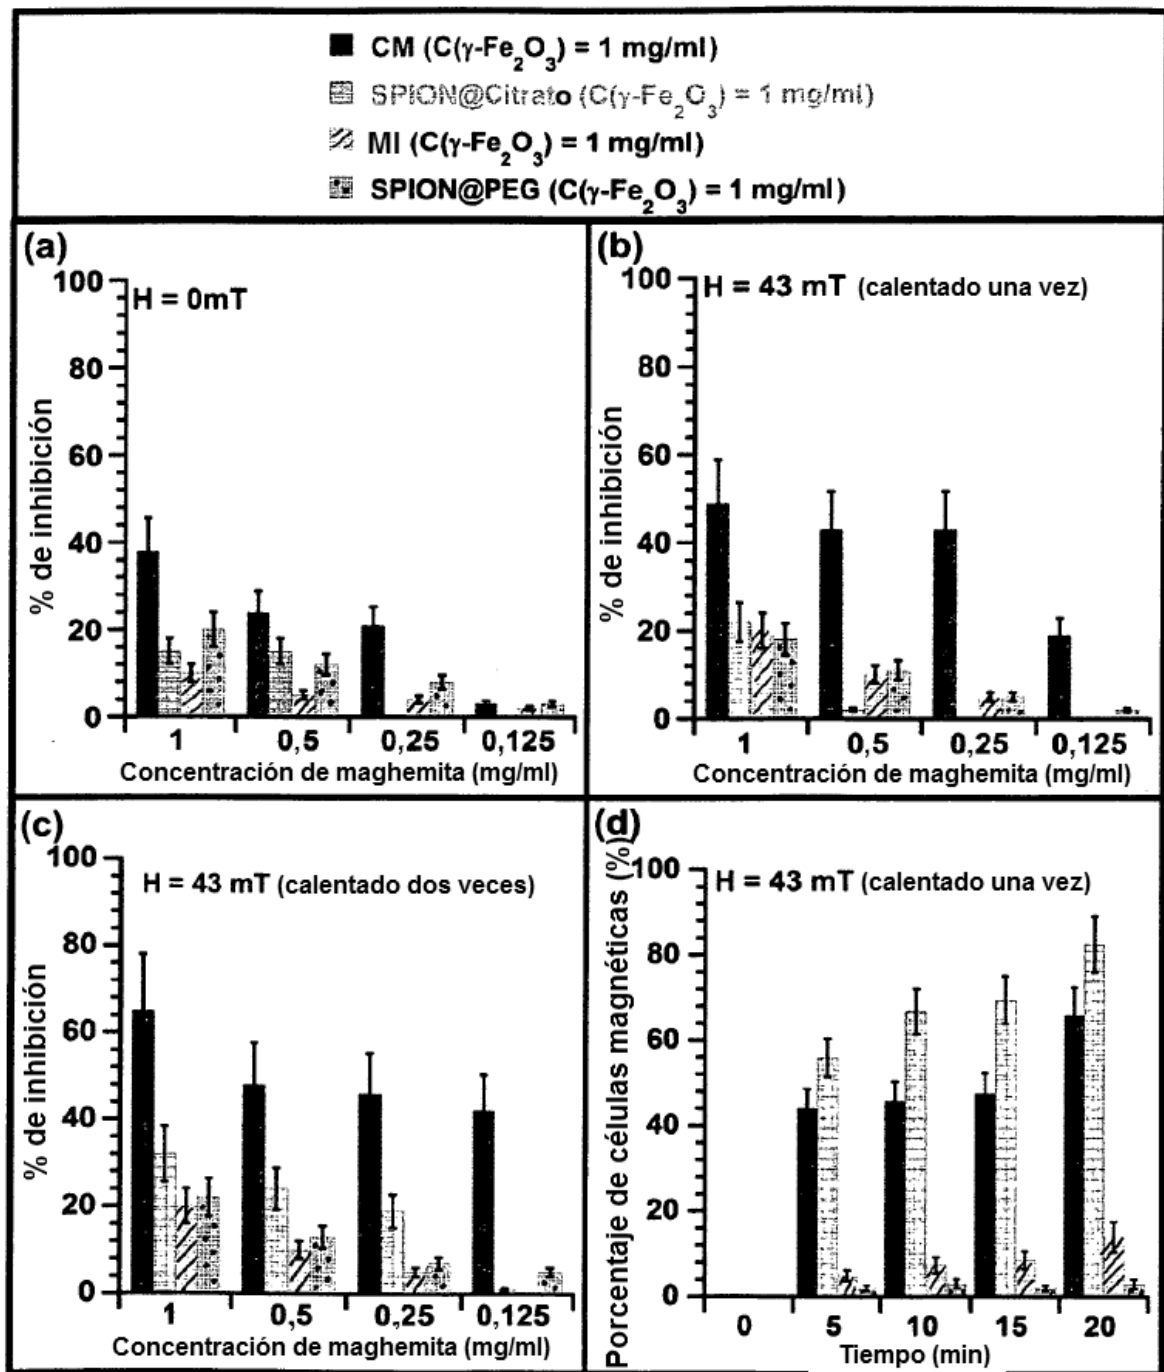 CM (C(γ-Fe₂O₃) = 1 mg/ml)
SPION@Citrato (C(γ-Fe₂O₃) = 1 mg/ml)
MI (C(γ-Fe₂O₃) = 1 mg/ml)
SPION@PEG (C(γ-Fe₂O₃) = 1 mg/ml)
(a)
H = 0mT
% de inhibición
100
80
60
40
20
0
1 0,5 0,25 0,125
Concentración de maghemita (mg/ml)
(b)
H = 43 mT (calentado una vez)
% de inhibición
100
80
60
40
20
0
1 0,5 0,25 0,125
Concentración de maghemita (mg/ml)
(c)
H = 43 mT (calentado dos veces)
% de inhibición
100
80
60
40
20
0
1 0,5 0,25 0,125
Concentración de maghemita (mg/ml)
(d)
H = 43 mT (calentado una vez)
Porcentaje de células magnéticas (%)
100
80
60
40
20
0
0 5 10 15 20
Tiempo (min)